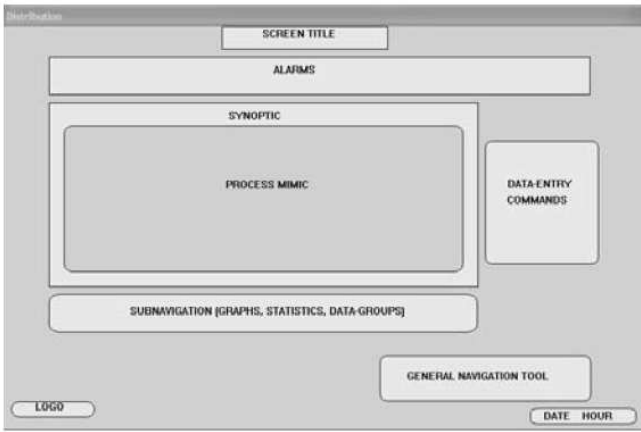 Distribution
SCREEN TITLE
ALARMS
SYNOPTIC
PROCESS MIMIC
DATA-ENTRY
COMMANDS
SUBNAVIGATION (GRAPHS, STATISTICS, DATA-GROUPS)
GENERAL NAVIGATION TOOL
LOGO
DATE HOUR